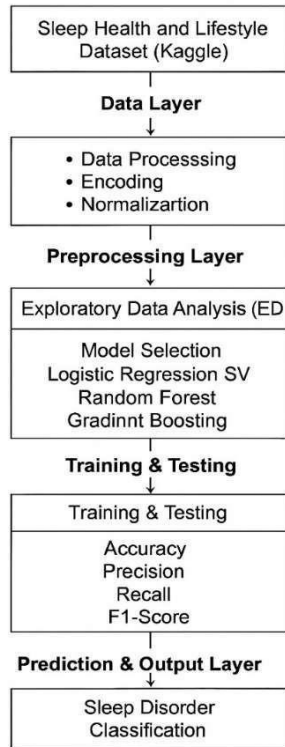 Sleep Health and Lifestyle
Dataset (Kaggle)
Data Layer
• Data Processsing
• Encoding
• Normalizartion
Preprocessing Layer
Exploratory Data Analysis (ED
Model Selection
Logistic Regression SV
Random Forest
Gradinnt Boosting
Training & Testing
Training & Testing
Accuracy
Precision
Recall
F1-Score
Prediction & Output Layer
Sleep Disorder
Classification